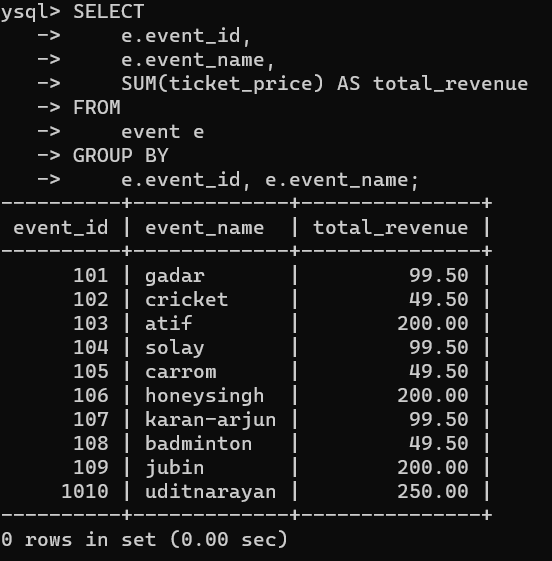 ysql> SELECT
    ->     e.event_id,
    ->     e.event_name,
    ->     SUM(ticket_price) AS total_revenue
    -> FROM
    ->     event e
    -> GROUP BY
    ->     e.event_id, e.event_name;
----------+-------------+---------------+
 event_id | event_name  | total_revenue |
----------+-------------+---------------+
      101 | gadar       |         99.50 |
      102 | cricket     |         49.50 |
      103 | atif        |        200.00 |
      104 | solay       |         99.50 |
      105 | carrom      |         49.50 |
      106 | honeysingh  |        200.00 |
      107 | karan-arjun |         99.50 |
      108 | badminton   |         49.50 |
      109 | jubin       |        200.00 |
     1010 | uditnarayan |        250.00 |
----------+-------------+---------------+
0 rows in set (0.00 sec)